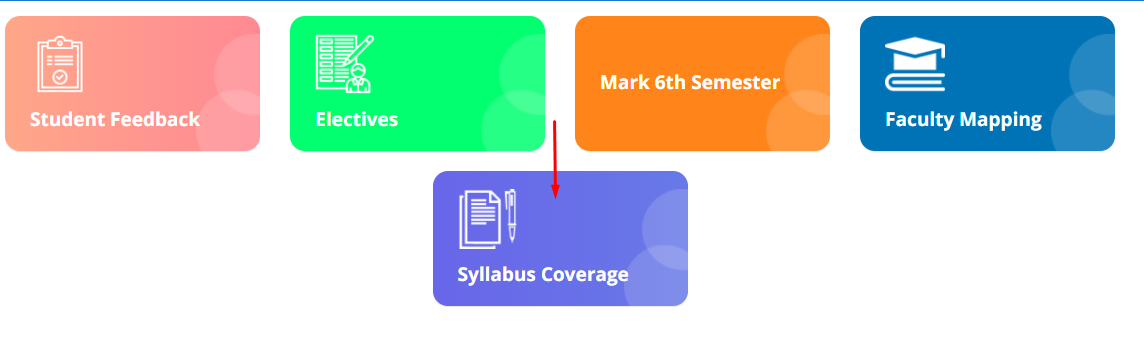 Student Feedback
Electives
Mark 6th Semester
Faculty Mapping
Syllabus Coverage